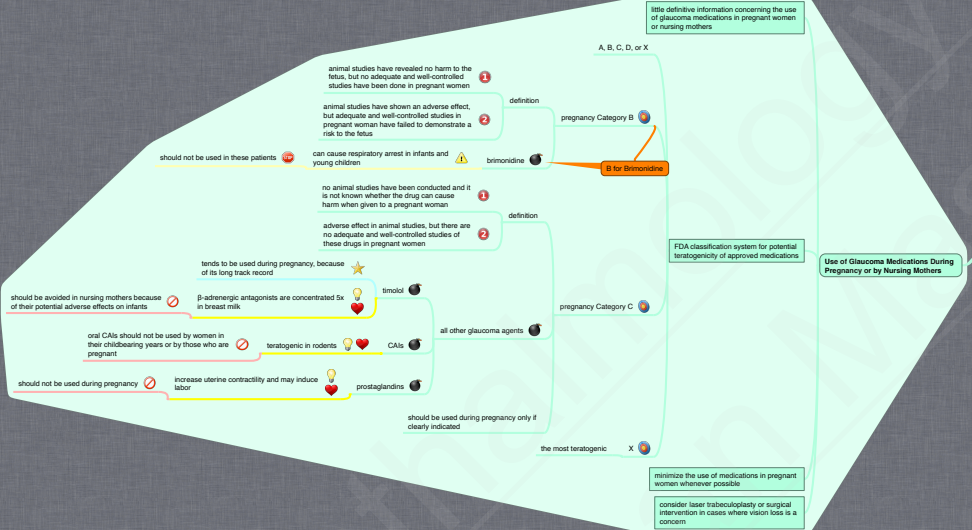 little definitive information concerning the use
of glaucoma medications in pregnant women
or nursing mothers
A, B, C, D, or X
animal studies have revealed no harm to the
fetus, but no adequate and well-controlled
studies have been done in pregnant women
1
definition
animal studies have shown an adverse effect,
but adequate and well-controlled studies in
pregnant woman have failed to demonstrate a
risk to the fetus
2
pregnancy Category B
should not be used in these patients
STOP
can cause respiratory arrest in infants and
young children
brimonidine
B for Brimonidine
no animal studies have been conducted and it
is not known whether the drug can cause
harm when given to a pregnant woman
1
definition
adverse effect in animal studies, but there are
no adequate and well-controlled studies of
these drugs in pregnant women
2
FDA classification system for potential
teratogenicity of approved medications
Use of Glaucoma Medications During
Pregnancy or by Nursing Mothers
tends to be used during pregnancy, because
of its long track record
timolol
should be avoided in nursing mothers because
of their potential adverse effects on infants
β-adrenergic antagonists are concentrated 5x
in breast milk
pregnancy Category C
all other glaucoma agents
oral CAIs should not be used by women in
their childbearing years or by those who are
pregnant
teratogenic in rodents
CAIs
should not be used during pregnancy
increase uterine contractility and may induce
labor
prostaglandins
should be used during pregnancy only if
clearly indicated
the most teratogenic
X
minimize the use of medications in pregnant
women whenever possible
consider laser trabeculoplasty or surgical
intervention in cases where vision loss is a
concern